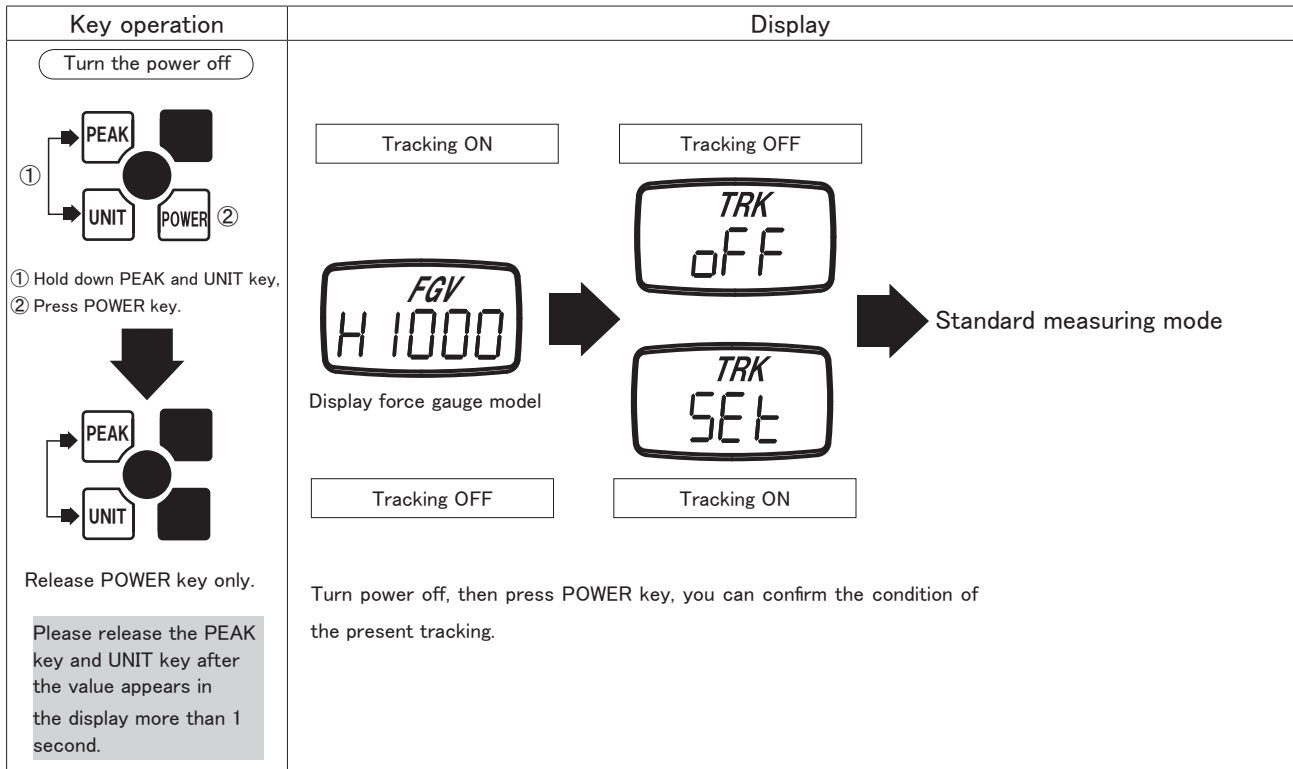 Key operation
Display
Turn the power off
PEAK
①
UNIT
POWER
②
① Hold down PEAK and UNIT key,
② Press POWER key.
PEAK
UNIT
Release POWER key only.
Please release the PEAK
key and UNIT key after
the value appears in
the display more than 1
second.
Tracking ON
Tracking OFF
FGV
H1000
Display force gauge model
TRK
oFF
TRK
SEt
Standard measuring mode
Tracking OFF
Tracking ON
Turn power off, then press POWER key, you can confirm the condition of
the present tracking.